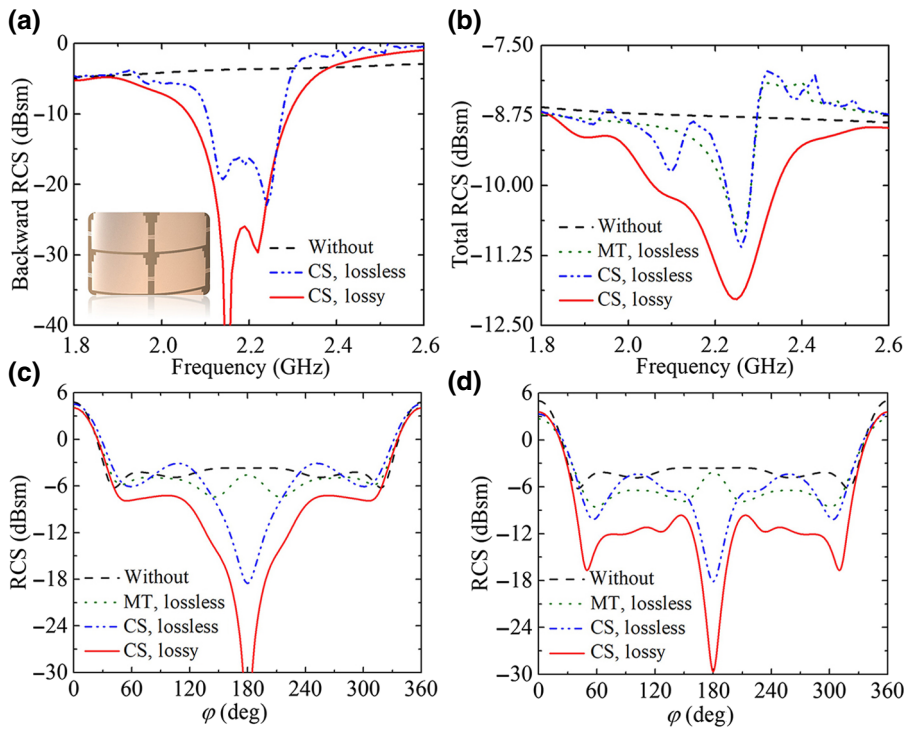 (a)
0
−10
−20
−30
−40
Backward RCS (dBsm)
Without
CS, lossless
CS, lossy
1.8 2.0 2.2 2.4 2.6
Frequency (GHz)
(b)
−7.50
−8.75
−10.00
−11.25
−12.50
Total RCS (dBsm)
Without
MT, lossless
CS, lossless
CS, lossy
1.8 2.0 2.2 2.4 2.6
Frequency (GHz)
(c)
6
0
−6
−12
−18
−24
−30
RCS (dBsm)
Without
MT, lossless
CS, lossless
CS, lossy
0 60 120 180 240 300 360
φ (deg)
(d)
6
0
−6
−12
−18
−24
−30
RCS (dBsm)
Without
MT, lossless
CS, lossless
CS, lossy
0 60 120 180 240 300 360
φ (deg)